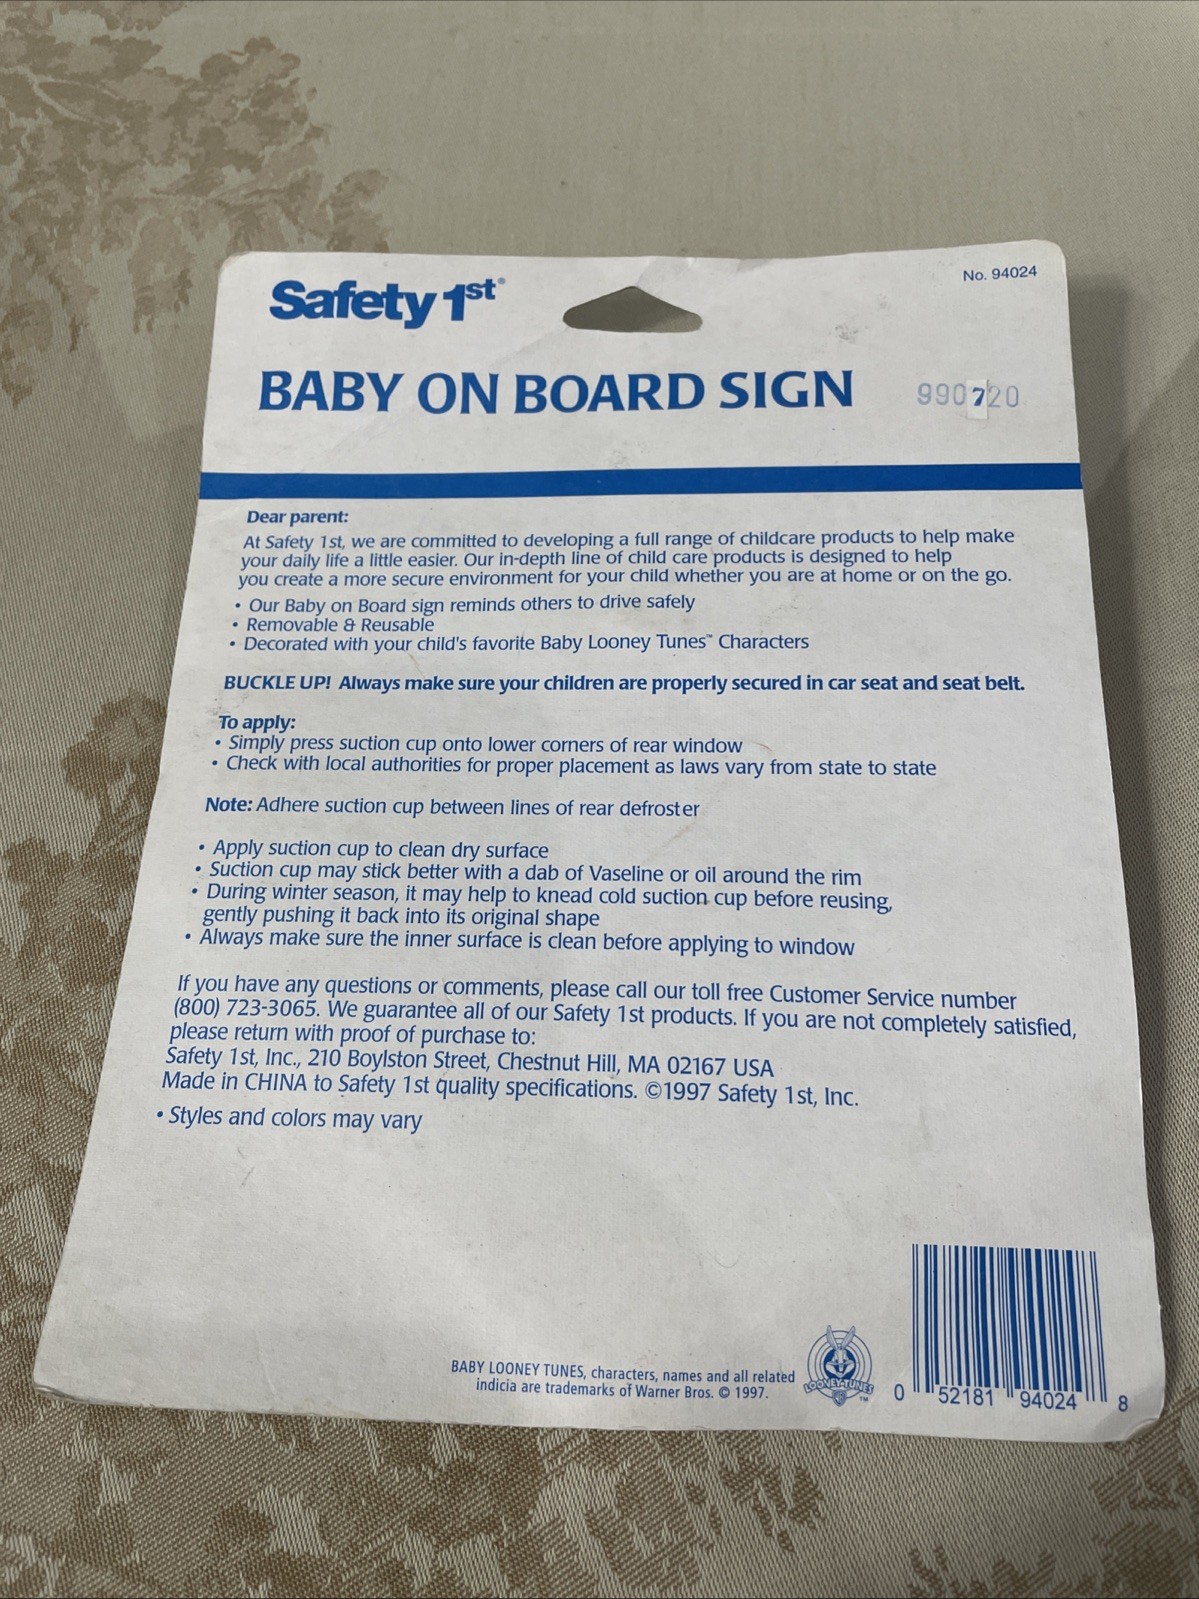 Safety 1st®
No. 94024
BABY ON BOARD SIGN
990720
Dear parent:
At Safety 1st, we are committed to developing a full range of childcare products to help make
your daily life a little easier. Our in-depth line of child care products is designed to help
you create a more secure environment for your child whether you are at home or on the go.
• Our Baby on Board sign reminds others to drive safely
• Removable & Reusable
• Decorated with your child's favorite Baby Looney Tunes™ Characters
BUCKLE UP! Always make sure your children are properly secured in car seat and seat belt.
To apply:
• Simply press suction cup onto lower corners of rear window
• Check with local authorities for proper placement as laws vary from state to state
Note: Adhere suction cup between lines of rear defroster
• Apply suction cup to clean dry surface
• Suction cup may stick better with a dab of Vaseline or oil around the rim
• During winter season, it may help to knead cold suction cup before reusing,
gently pushing it back into its original shape
• Always make sure the inner surface is clean before applying to window
If you have any questions or comments, please call our toll free Customer Service number
(800) 723-3065. We guarantee all of our Safety 1st products. If you are not completely satisfied,
please return with proof of purchase to:
Safety 1st, Inc., 210 Boylston Street, Chestnut Hill, MA 02167 USA
Made in CHINA to Safety 1st quality specifications. ©1997 Safety 1st, Inc.
• Styles and colors may vary
BABY LOONEY TUNES, characters, names and all related
indicia are trademarks of Warner Bros. © 1997.
LOONEY TUNES
WB
™
0 52181 94024 8